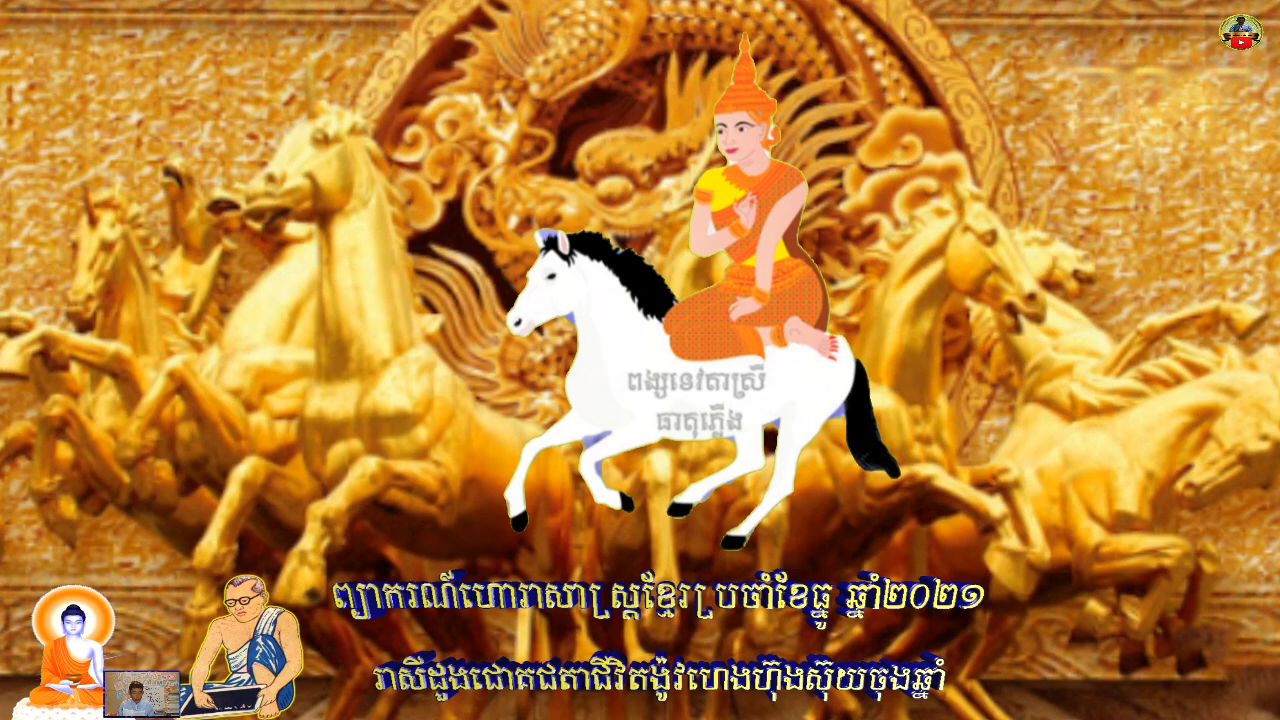 ពង្សទេវតាស្រី
ធាតុភ្លើង
ព្យាករណ៍ហោរាសាស្ត្រខ្មែរប្រចាំខែធ្នូ ឆ្នាំ២០២១
រាសីដួងជោគជតាជីវិតង៉ូវហេងហ៊ុងស៊ុយចុងឆ្នាំ